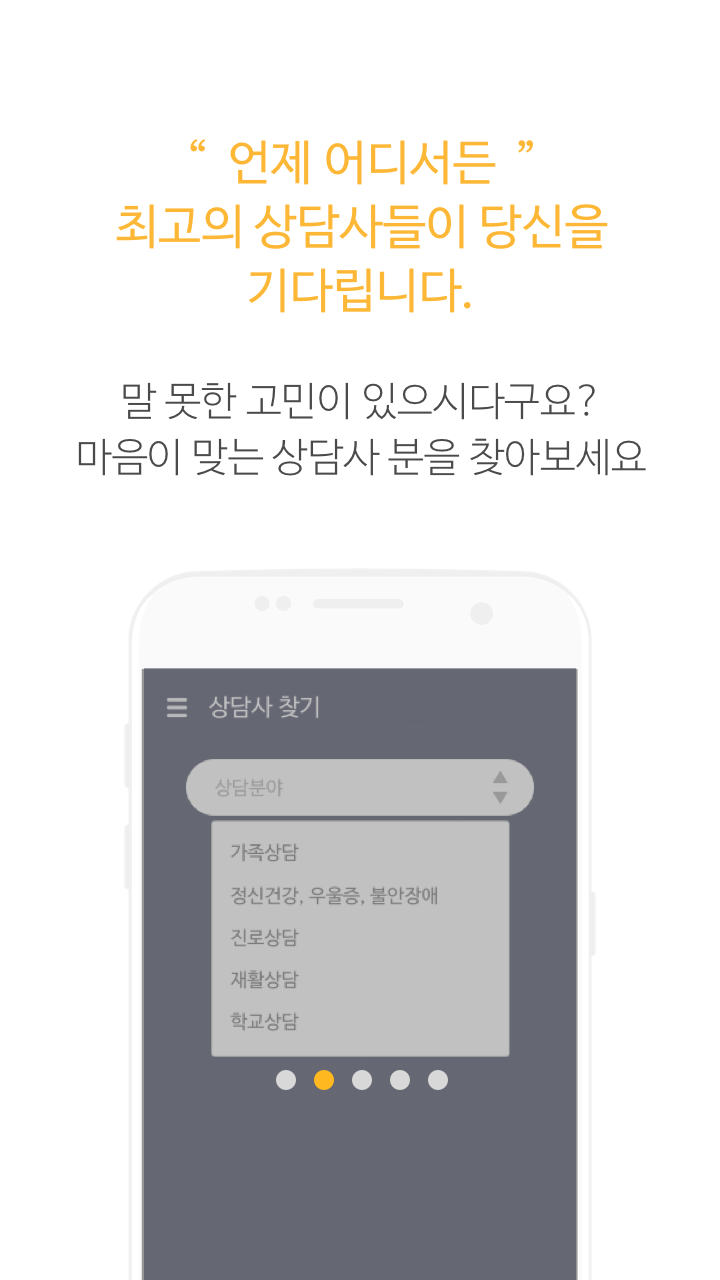 “ 언제 어디서든 ”
최고의 상담사들이 당신을
기다립니다.
말 못한 고민이 있으시다구요?
마음이 맞는 상담사 분을 찾아보세요
상담사 찾기
상담분야
가족상담
정신건강, 우울증, 불안장애
진로상담
재활상담
학교상담